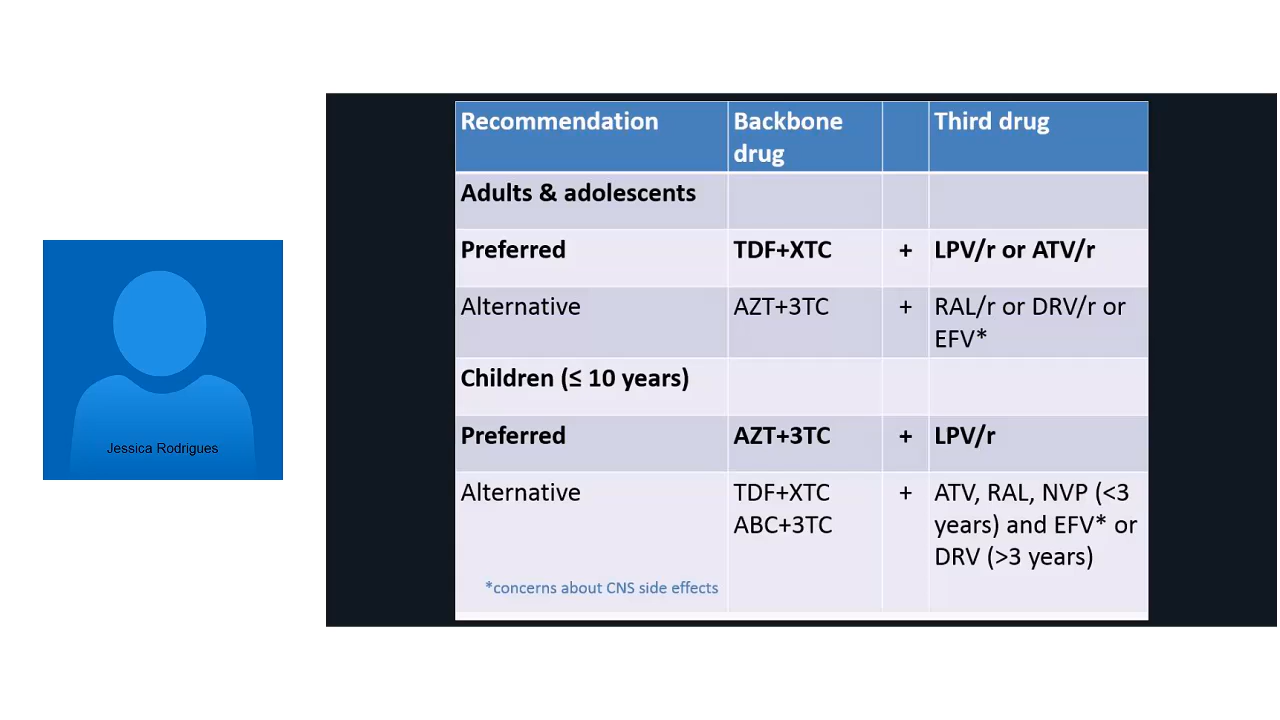 Jessica Rodrigues
Recommendation Backbone drug Third drug
Adults & adolescents
Preferred TDF+XTC + LPV/r or ATV/r
Alternative AZT+3TC + RAL/r or DRV/r or EFV*
Children (≤ 10 years)
Preferred AZT+3TC + LPV/r
Alternative TDF+XTC ABC+3TC + ATV, RAL, NVP (<3 years) and EFV* or DRV (>3 years)
*concerns about CNS side effects